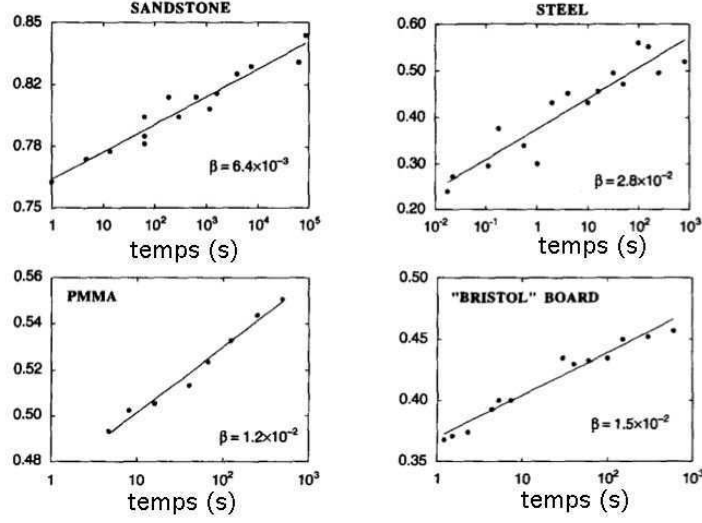 SANDSTONE
0.85
0.82
0.78
0.75
β = 6.4×10⁻³
1 10 10² 10³ 10⁴ 10⁵
temps (s)
STEEL
0.60
0.50
0.40
0.30
0.20
β = 2.8×10⁻²
10⁻² 10⁻¹ 1 10 10² 10³
temps (s)
PMMA
0.56
0.54
0.52
0.50
0.48
β = 1.2×10⁻²
1 10 10² 10³
temps (s)
"BRISTOL" BOARD
0.50
0.45
0.40
0.35
β = 1.5×10⁻²
1 10 10² 10³
temps (s)